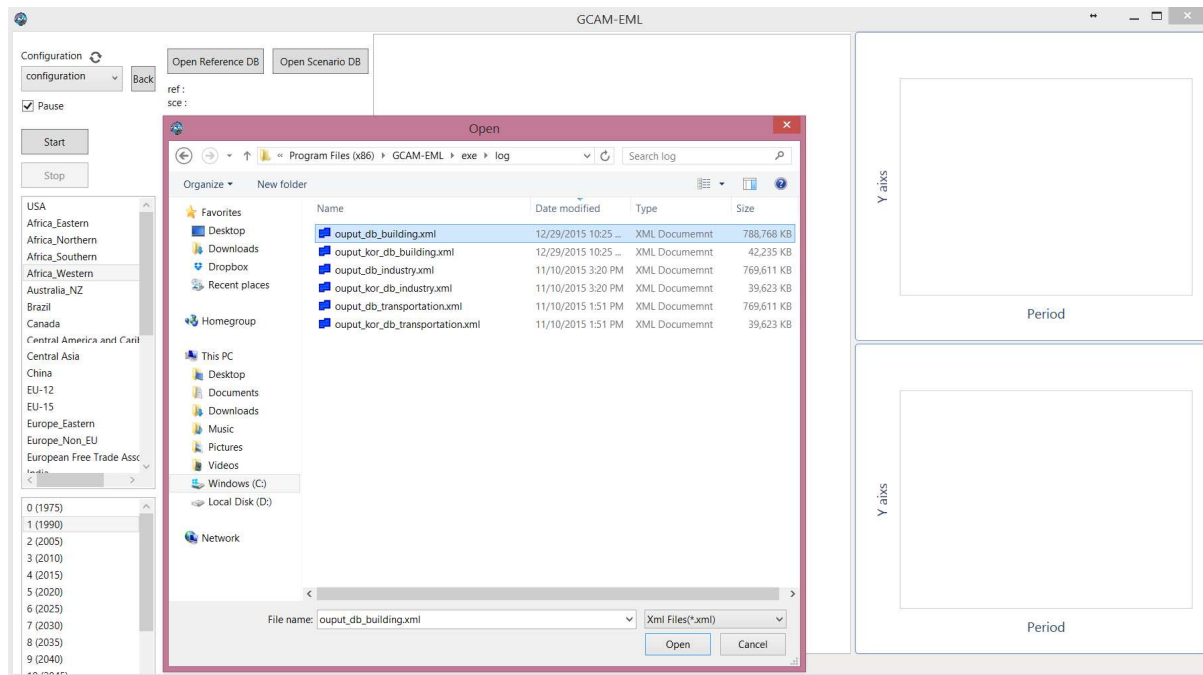 GCAM-EML
Configuration
configuration
Back
Pause
Start
Stop
Open Reference DB
Open Scenario DB
ref :
sce :
USA
Africa_Eastern
Africa_Northern
Africa_Southern
Africa_Western
Australia_NZ
Brazil
Canada
Central America and Carib
Central Asia
China
EU-12
EU-15
Europe_Eastern
Europe_Non_EU
European Free Trade Assc
India
0 (1975)
1 (1990)
2 (2005)
3 (2010)
4 (2015)
5 (2020)
6 (2025)
7 (2030)
8 (2035)
9 (2040)
10 (2045)
Open
« Program Files (x86) GCAM-EML exe log
Search log
Organize
New folder
Favorites
Desktop
Downloads
Dropbox
Recent places
Homegroup
This PC
Desktop
Documents
Downloads
Music
Pictures
Videos
Windows (C:)
Local Disk (D:)
Network
Name Date modified Type Size
ouput_db_building.xml 12/29/2015 10:25 ... XML Documemnt 788,768 KB
ouput_kor_db_building.xml 12/29/2015 10:25 ... XML Documemnt 42,235 KB
ouput_db_industry.xml 11/10/2015 3:20 PM XML Documemnt 769,611 KB
ouput_kor_db_industry.xml 11/10/2015 3:20 PM XML Documemnt 39,623 KB
ouput_db_transportation.xml 11/10/2015 1:51 PM XML Documemnt 769,611 KB
ouput_kor_db_transportation.xml 11/10/2015 1:51 PM XML Documemnt 39,623 KB
File name: ouput_db_building.xml
Xml Files(*.xml)
Open
Cancel
Y aixs
Period
Y aixs
Period